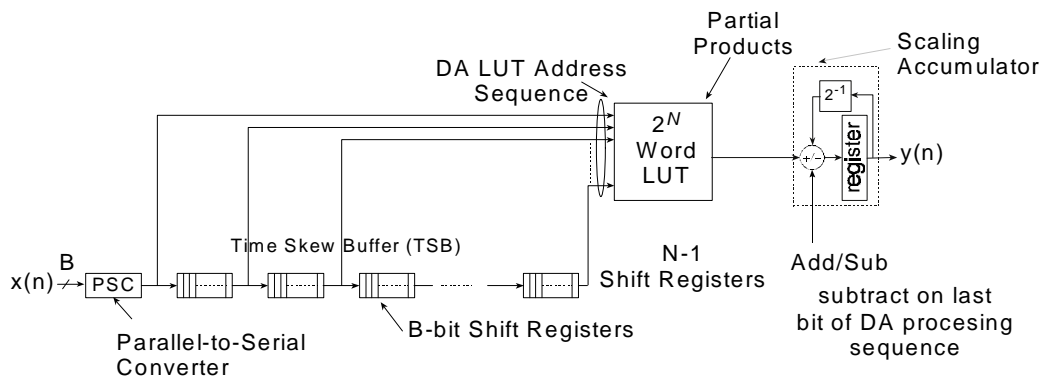 Partial
Products
Scaling
Accumulator
DA LUT Address
Sequence
2^-1
2^N
Word
LUT
+/-
register
y(n)
Time Skew Buffer (TSB)
B
x(n)
PSC
N-1
Shift Registers
Add/Sub
subtract on last
bit of DA procesing
sequence
B-bit Shift Registers
Parallel-to-Serial
Converter